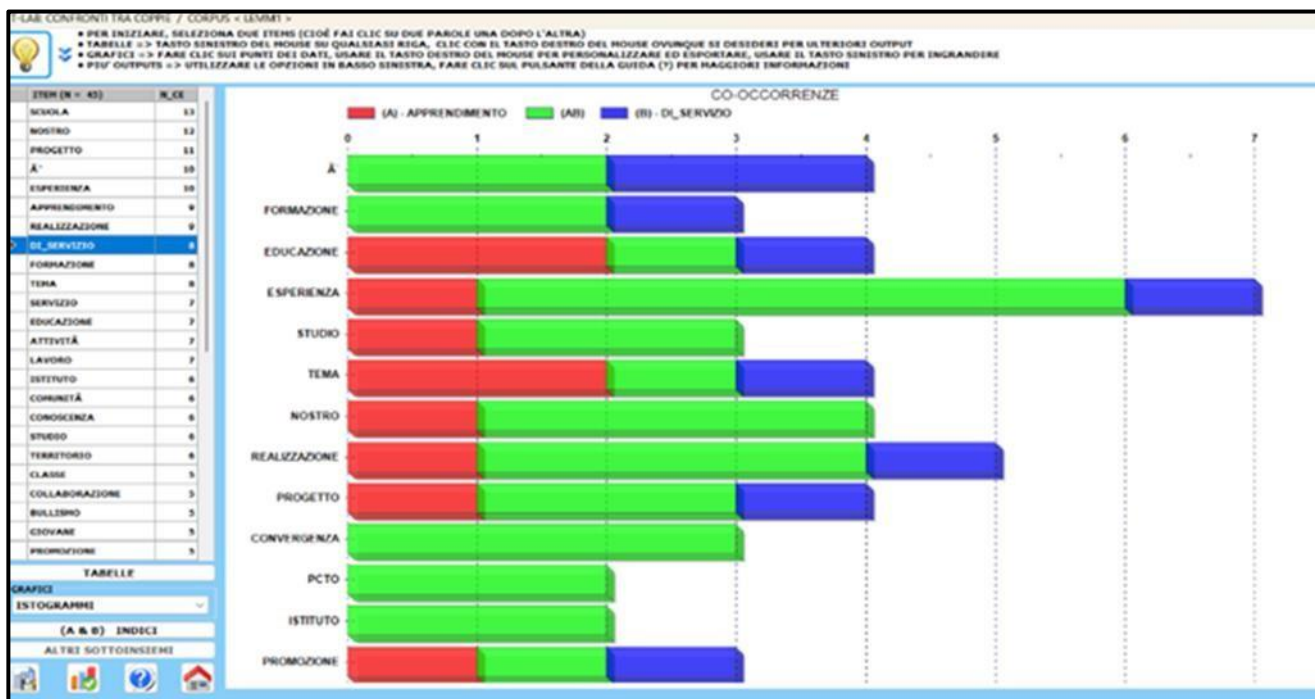 T-LAB: CONFRONTI TRA COPPIE / CORPUS < LEMMI1 >
• PER INIZIARE, SELEZIONA DUE ITEMS (CIOÈ FAI CLIC SU DUE PAROLE UNA DOPO L'ALTRA)
• TABELLE => TASTO SINISTRO DEL MOUSE SU QUALSIASI RIGA, CLIC CON IL TASTO DESTRO DEL MOUSE OVUNQUE SI DESIDERI PER ULTERIORI OUTPUT
• GRAFICI => FARE CLIC SUI PUNTI DEI DATI, USARE IL TASTO DESTRO DEL MOUSE PER PERSONALIZZARE ED ESPORTARE, USARE IL TASTO SINISTRO PER INGRANDIRE
• PIU' OUTPUTS => UTILIZZARE LE OPZIONI IN BASSO SINISTRA, FARE CLIC SUL PULSANTE DELLA GUIDA (?) PER MAGGIORI INFORMAZIONI
ITEM (N = 45) N_CE
SCUOLA 13
NOSTRO 12
PROGETTO 11
Ã¨ 10
ESPERIENZA 10
APPRENDIMENTO 9
REALIZZAZIONE 9
DI_SERVIZIO 8
FORMAZIONE 8
TEMA 8
SERVIZIO 7
EDUCAZIONE 7
ATTIVITÃ 7
LAVORO 7
ISTITUTO 6
COMUNITÃ 6
CONOSCENZA 6
STUDIO 6
TERRITORIO 6
CLASSE 5
COLLABORAZIONE 5
BULLISMO 5
GIOVANE 5
PROMOZIONE 5
TABELLE
GRAFICI
ISTOGRAMMI
(A & B) INDICI
ALTRI SOTTOINSIEMI
CO-OCCORRENZE
(A) - APPRENDIMENTO (AB) (B) - DI_SERVIZIO
0 1 2 3 4 5 6 7
Ã¨
FORMAZIONE
EDUCAZIONE
ESPERIENZA
STUDIO
TEMA
NOSTRO
REALIZZAZIONE
PROGETTO
CONVERGENZA
PCTO
ISTITUTO
PROMOZIONE